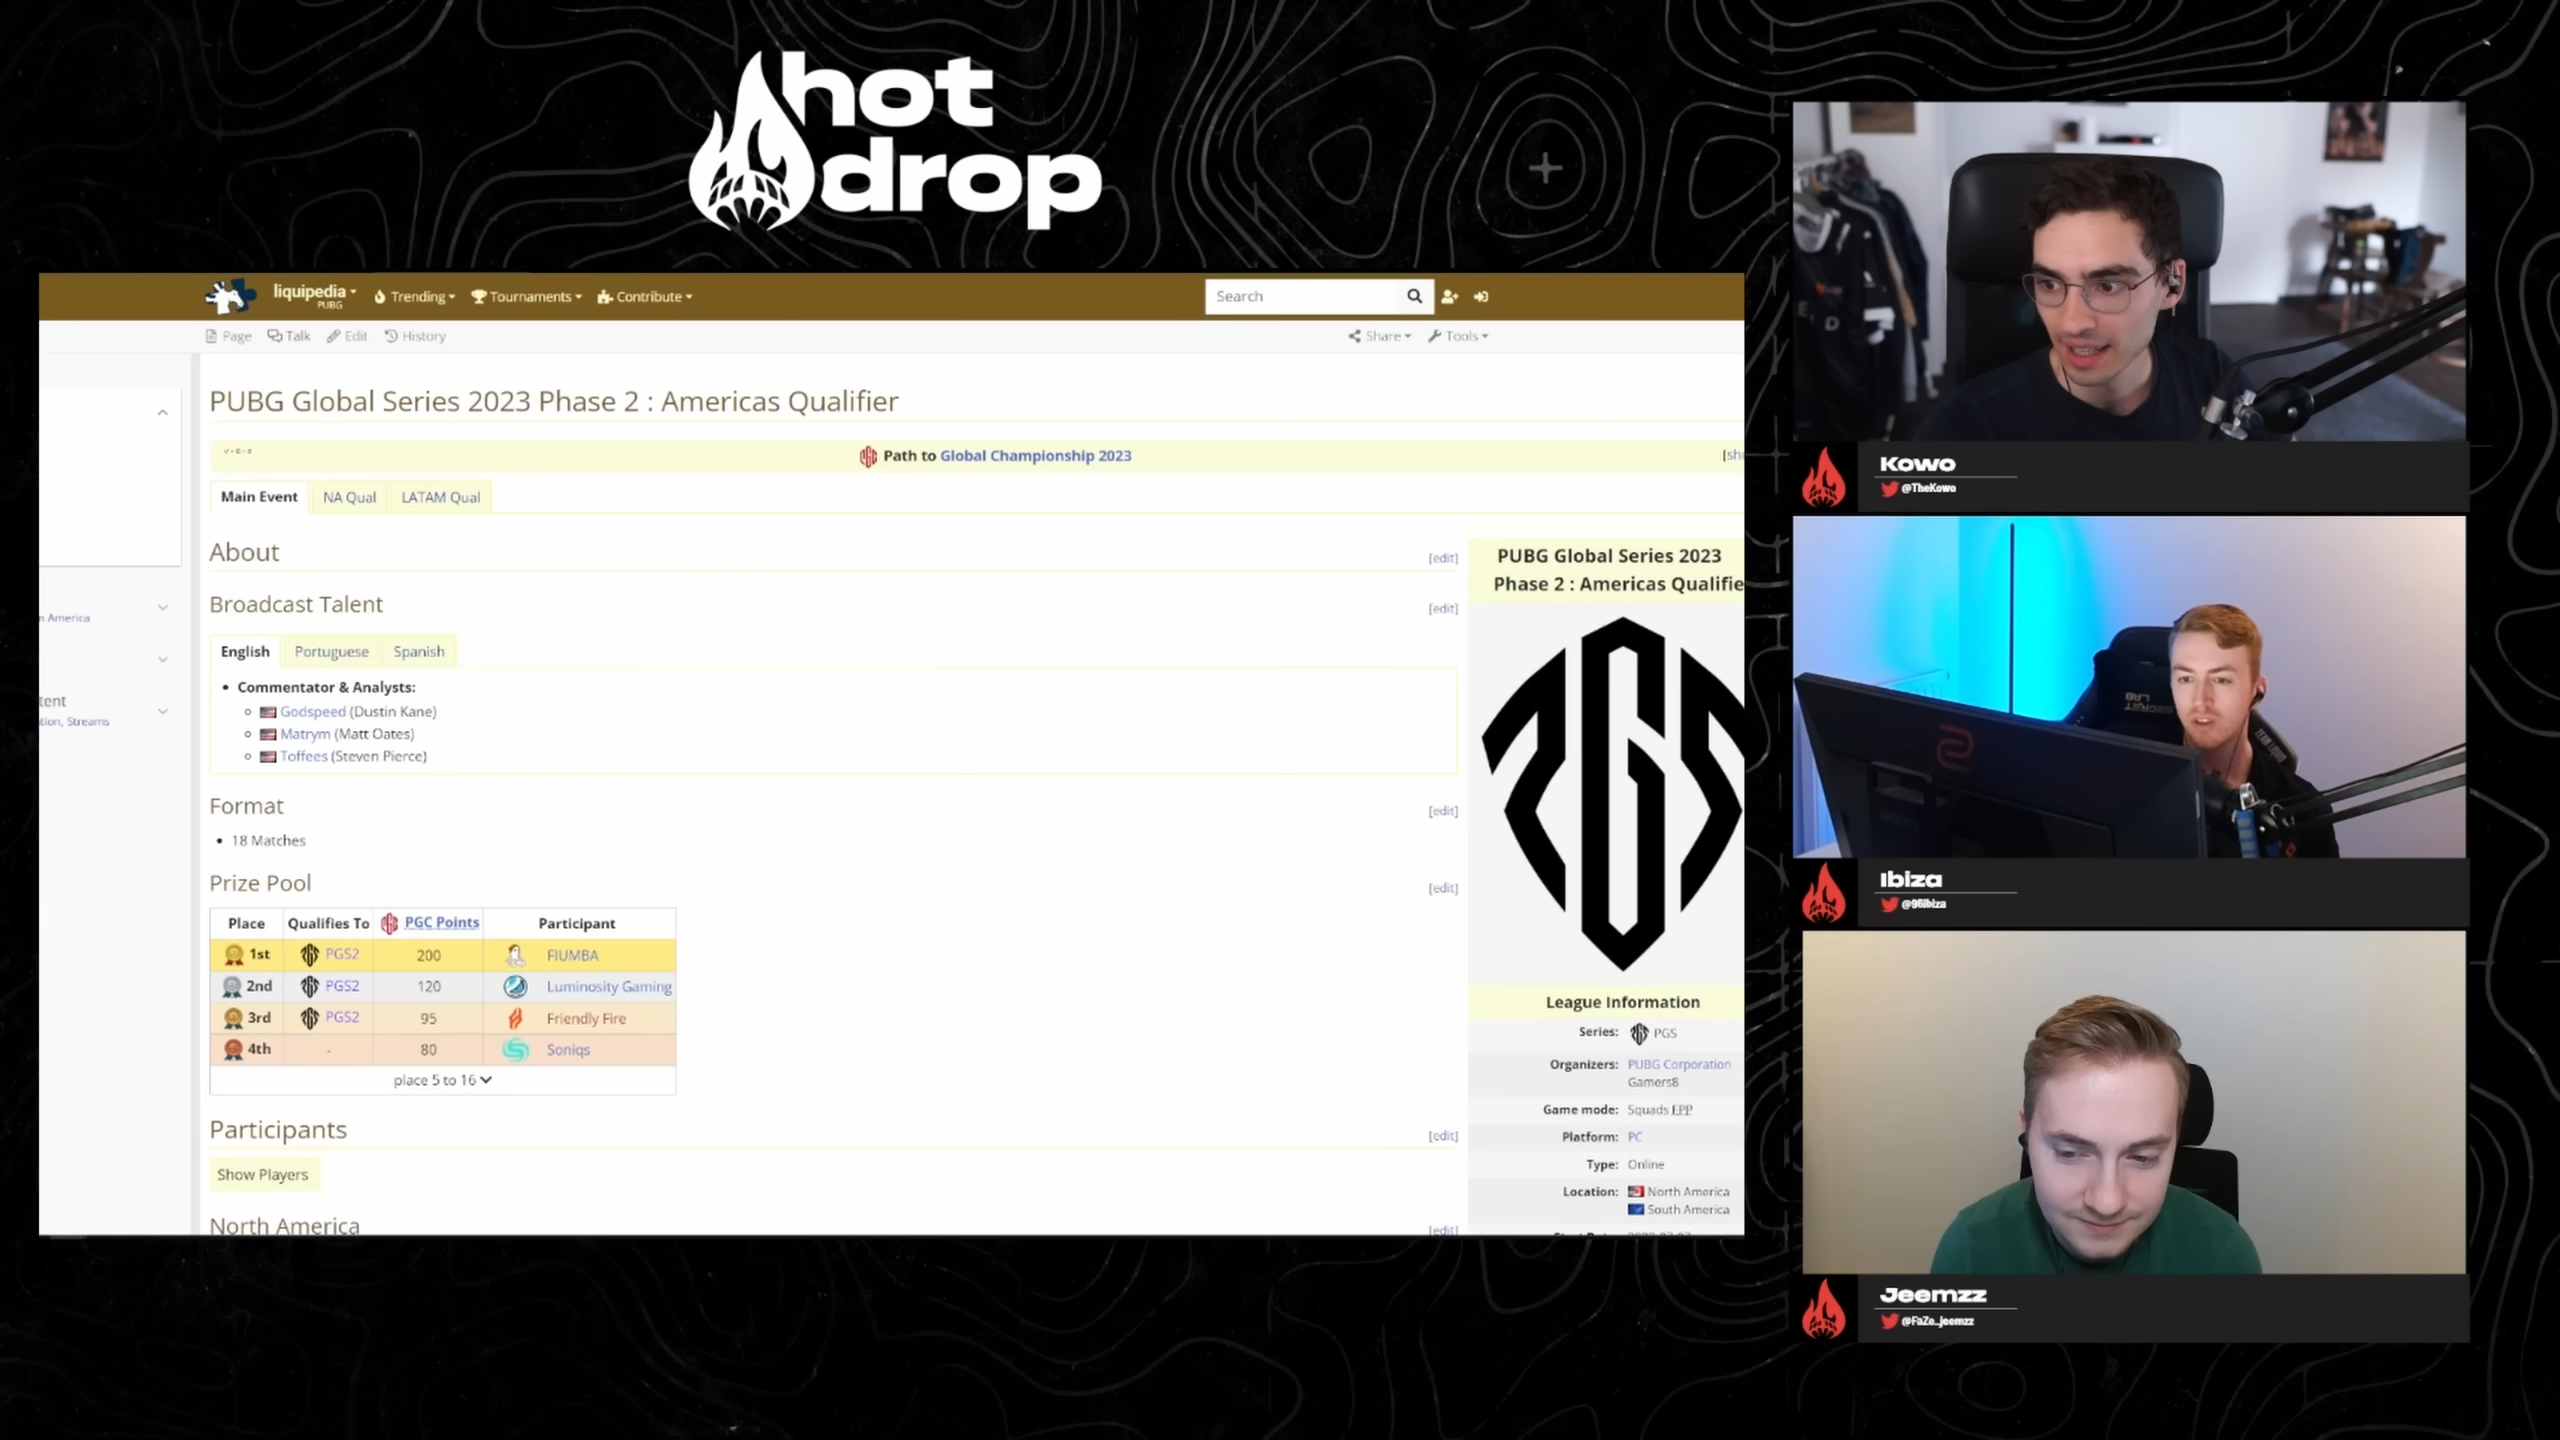 hot
drop
liquipedia
PUBG
Trending
Tournaments
Contribute
Search
Page
Talk
Edit
History
Share
Tools
PUBG Global Series 2023 Phase 2 : Americas Qualifier
v·d·e
Path to Global Championship 2023
Main Event
NA Qual
LATAM Qual
About
[edit]
Broadcast Talent
[edit]
English
Portuguese
Spanish
Commentator & Analysts:
Godspeed (Dustin Kane)
Matrym (Matt Oates)
Toffees (Steven Pierce)
Format
[edit]
18 Matches
Prize Pool
[edit]
Place Qualifies To PGC Points Participant
1st PGS2 200 FIUMBA
2nd PGS2 120 Luminosity Gaming
3rd PGS2 95 Friendly Fire
4th - 80 Soniqs
place 5 to 16
Participants
[edit]
Show Players
North America
[edit]
n America
tent
tion, Streams
PUBG Global Series 2023
Phase 2 : Americas Qualifie
League Information
Series: PGS
Organizers: PUBG Corporation
Gamers8
Game mode: Squads FPP
Platform: PC
Type: Online
Location: North America
South America
Kowo
@TheKowo
Ibiza
@96ibiza
Jeemzz
@FaZe_jeemzz